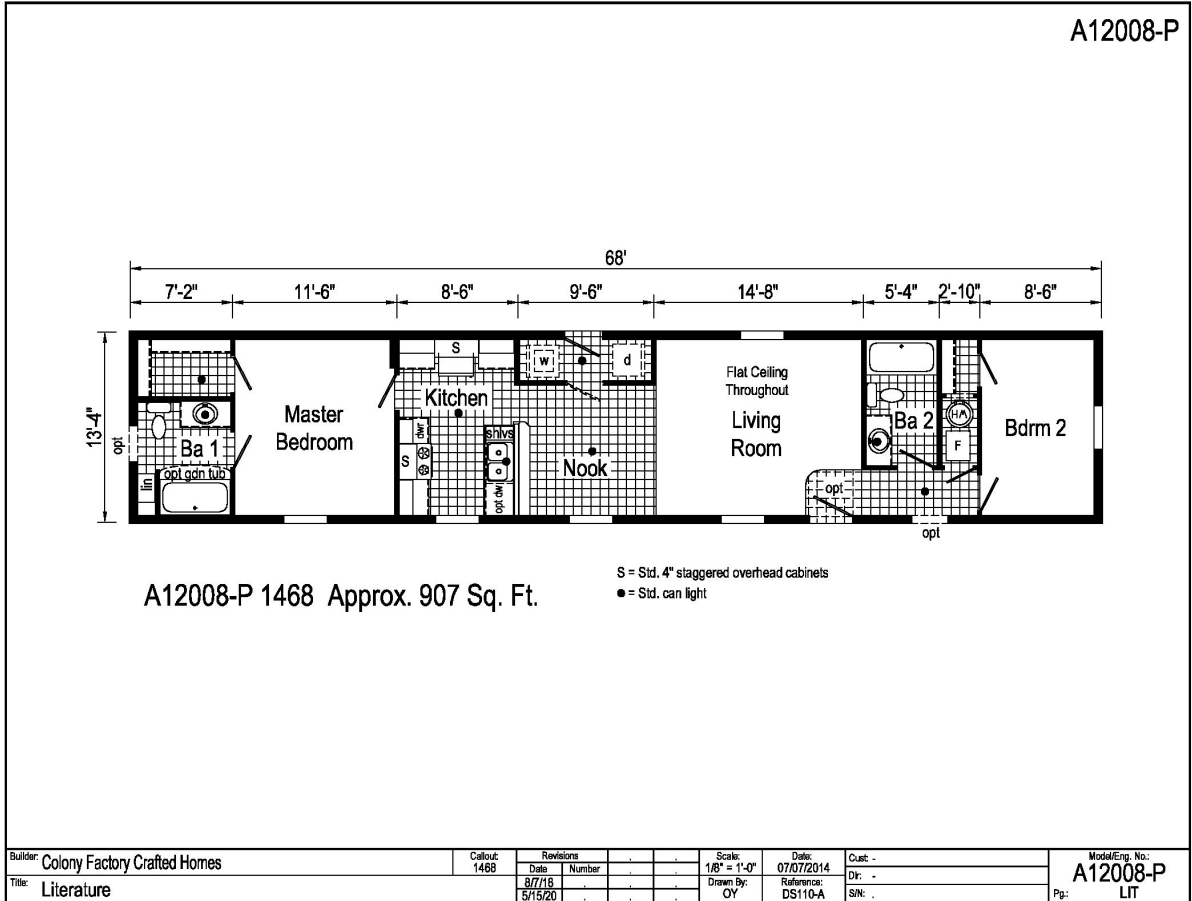 A12008-P
68'
7'-2" 11'-6" 8'-6" 9'-6" 14'-8" 5'-4" 2'-10" 8'-6"
13'-4"
S
w
d
Flat Ceiling
Throughout
Kitchen
Master
Bedroom
Living
Room
Ba 1
Ba 2
HW
F
Bdrm 2
opt
dwr
shlvs
S
Nook
opt gdn tub
lin
opt dw
opt
opt
S = Std. 4" staggered overhead cabinets
● = Std. can light
A12008-P 1468 Approx. 907 Sq. Ft.
Builder: Colony Factory Crafted Homes
Title: Literature
Callout:
1468
Revisions
Date Number
8/7/18
5/15/20
Scale:
1/8" = 1'-0"
Drawn By:
OY
Date:
07/07/2014
Reference:
DS110-A
Cust: -
Dir: -
S/N: .
Model/Eng. No.:
A12008-P
Pg.: LIT